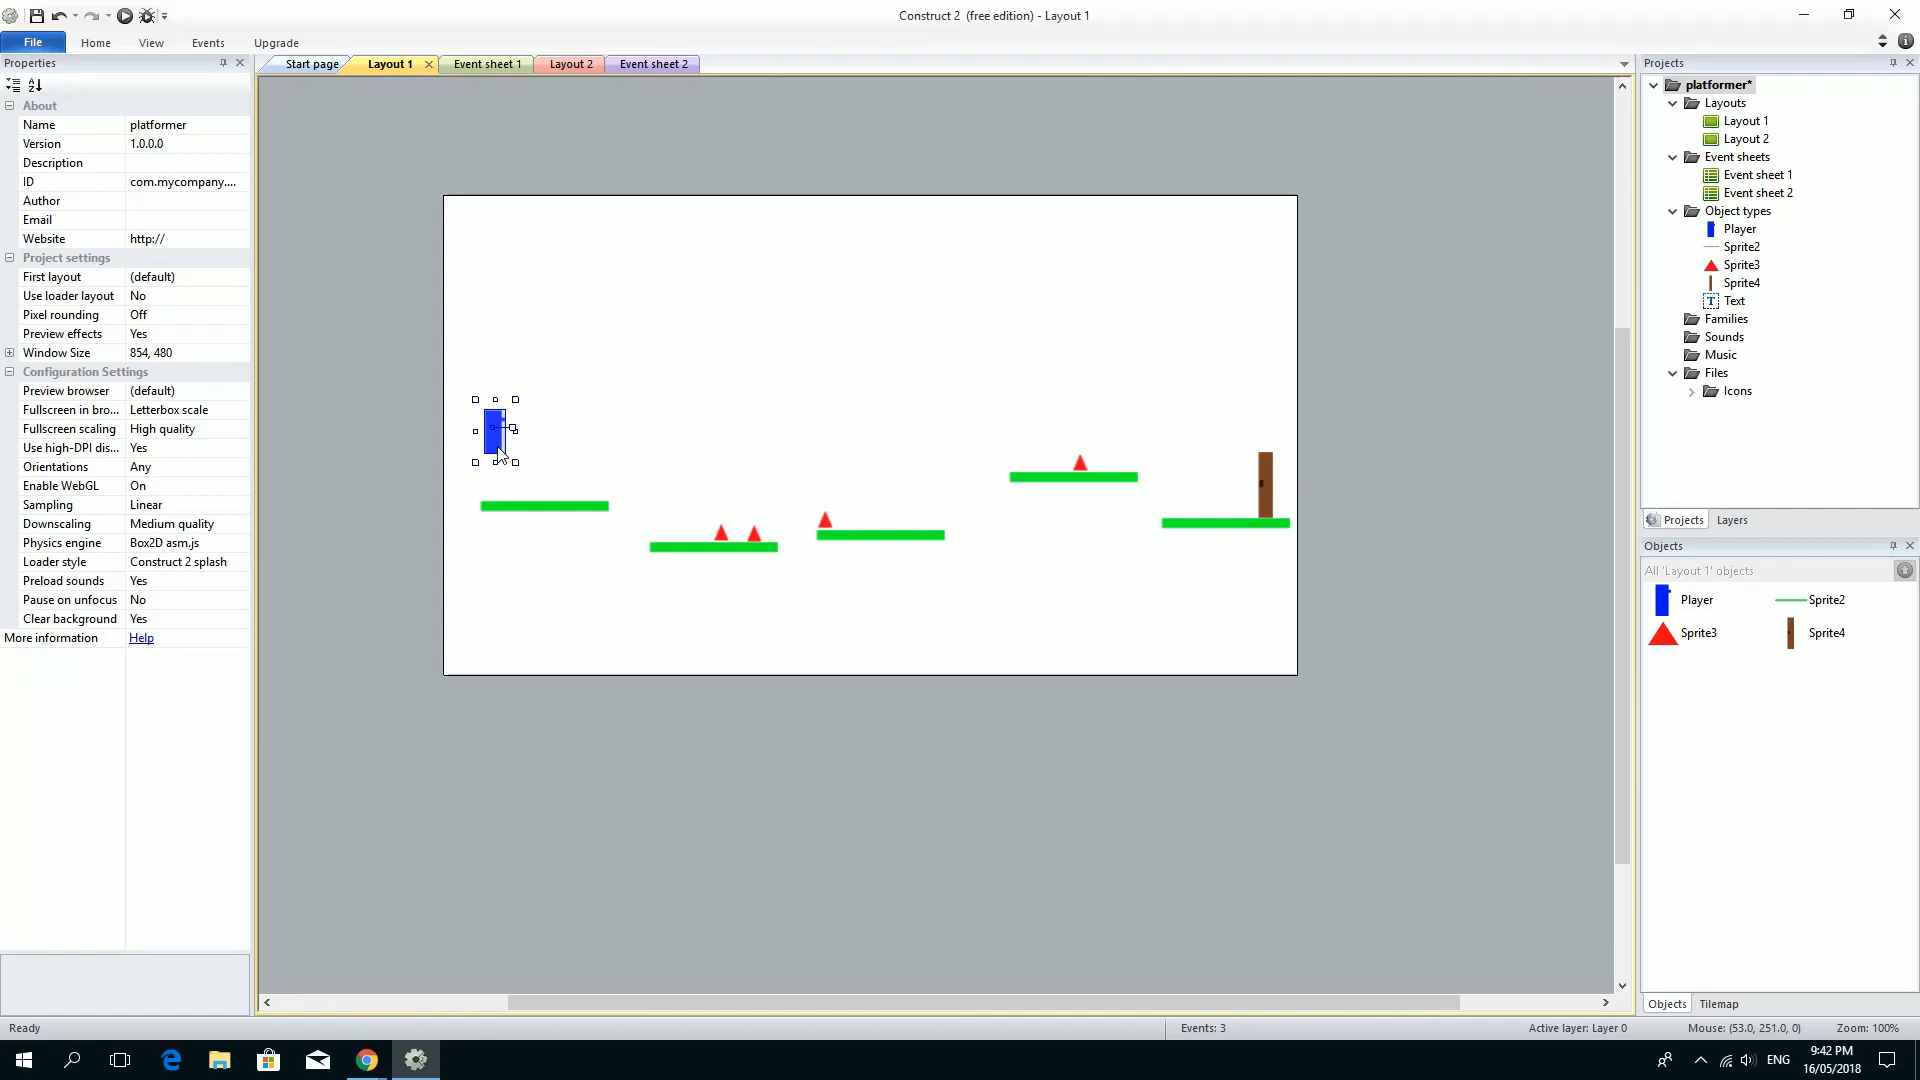 Construct 2 (free edition) - Layout 1
File Home View Events Upgrade
Properties
Start page Layout 1 Event sheet 1 Layout 2 Event sheet 2
Projects
About
Name platformer
Version 1.0.0.0
Description
ID com.mycompany....
Author
Email
Website http://
Project settings
First layout (default)
Use loader layout No
Pixel rounding Off
Preview effects Yes
Window Size 854, 480
Configuration Settings
Preview browser (default)
Fullscreen in bro... Letterbox scale
Fullscreen scaling High quality
Use high-DPI dis... Yes
Orientations Any
Enable WebGL On
Sampling Linear
Downscaling Medium quality
Physics engine Box2D asm.js
Loader style Construct 2 splash
Preload sounds Yes
Pause on unfocus No
Clear background Yes
More information Help
platformer*
Layouts
Layout 1
Layout 2
Event sheets
Event sheet 1
Event sheet 2
Object types
Player
Sprite2
Sprite3
Sprite4
T Text
Families
Sounds
Music
Files
Icons
Projects Layers
Objects
All 'Layout 1' objects
Player Sprite2
Sprite3 Sprite4
Objects Tilemap
Ready Events: 3 Active layer: Layer 0 Mouse: (53.0, 251.0, 0) Zoom: 100%
ENG
9:42 PM
16/05/2018